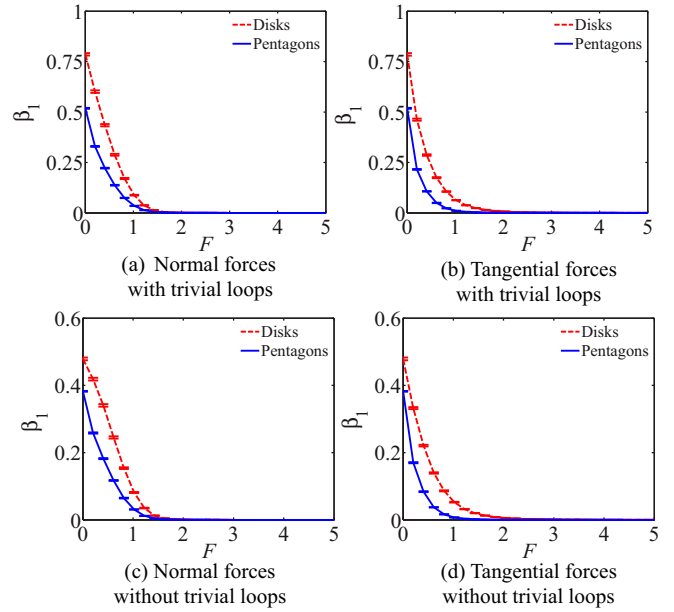 1
0.75
0.5
0.25
0
β1
0 1 2 3 4 5
F
Disks
Pentagons
(a) Normal forces
with trivial loops
1
0.75
0.5
0.25
0
β1
0 1 2 3 4 5
F
Disks
Pentagons
(b) Tangential forces
with trivial loops
0.6
0.4
0.2
0
β1
0 1 2 3 4 5
F
Disks
Pentagons
(c) Normal forces
without trivial loops
0.6
0.4
0.2
0
β1
0 1 2 3 4 5
F
Disks
Pentagons
(d) Tangential forces
without trivial loops